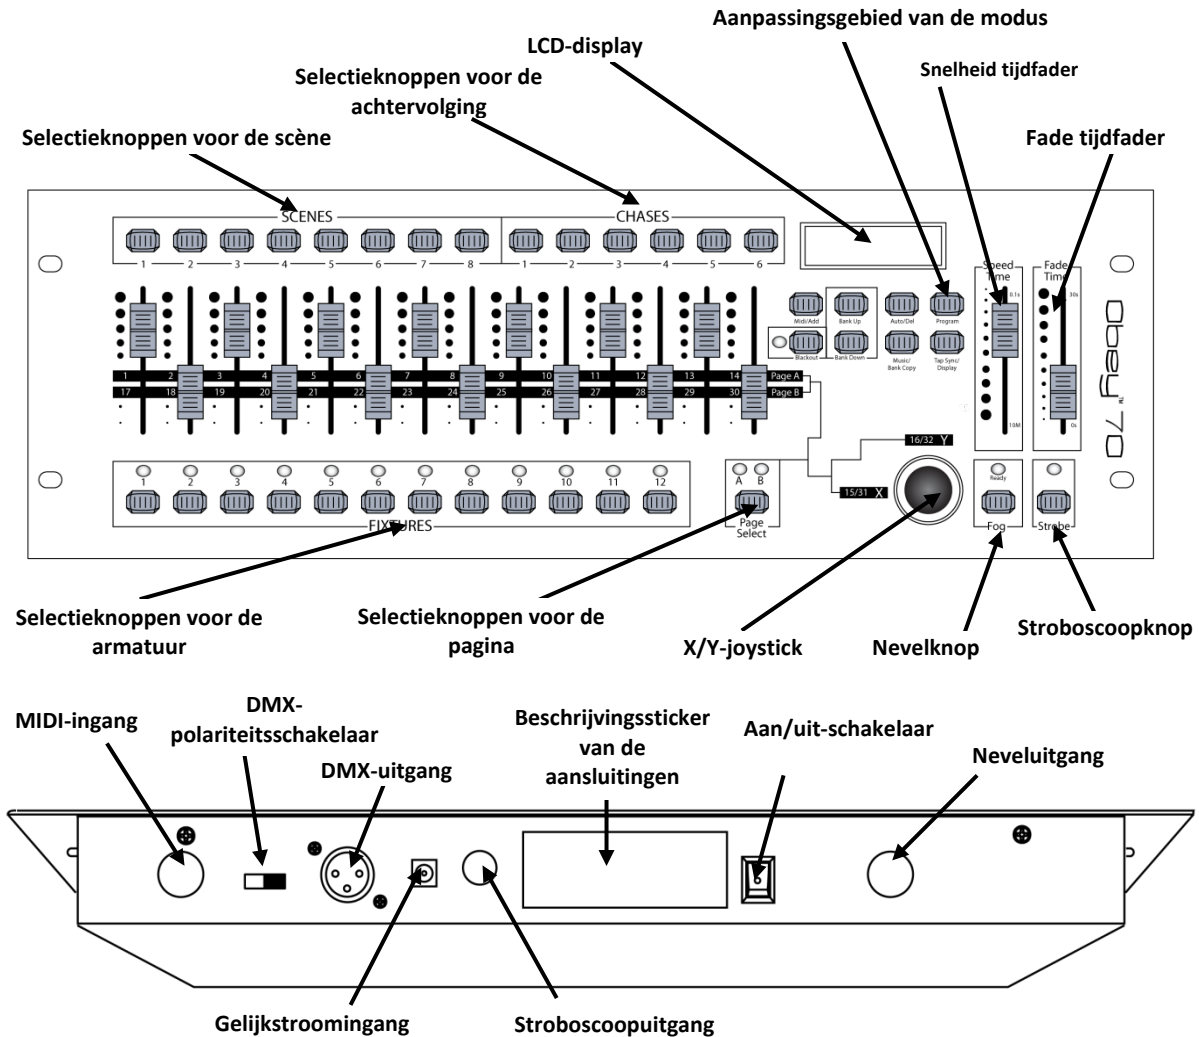 Aanpassingsgebied van de modus
LCD-display
Selectieknoppen voor de
achtervolging
Snelheid tijdfader
Selectieknoppen voor de scène
Fade tijdfader
SCENES
CHASES
1 2 3 4 5 6 7 8 1 2 3 4 5 6
Speed
Time
Fade
Time
0.1s
30s
Midi/Add
Bank Up
Auto/Del
Program
Blackout
Bank Down
Music/
Bank Copy
Tap Sync/
Display
1 2 3 4 5 6 7 8 9 10 11 12 13 14 Page A
17 18 19 20 21 22 23 24 25 26 27 28 29 30 Page B
10M
0s
obey™ 70
16/32 Y
15/31 X
1 2 3 4 5 6 7 8 9 10 11 12
FIXTURES
A B
Page
Select
Ready
Fog
Strobe
Selectieknoppen voor de
armatuur
Selectieknoppen voor de
pagina
X/Y-joystick
Nevelknop
Stroboscoopknop
MIDI-ingang
DMX-
polariteitsschakelaar
DMX-uitgang
Beschrijvingssticker
van de
aansluitingen
Aan/uit-schakelaar
Neveluitgang
Gelijkstroomingang
Stroboscoopuitgang